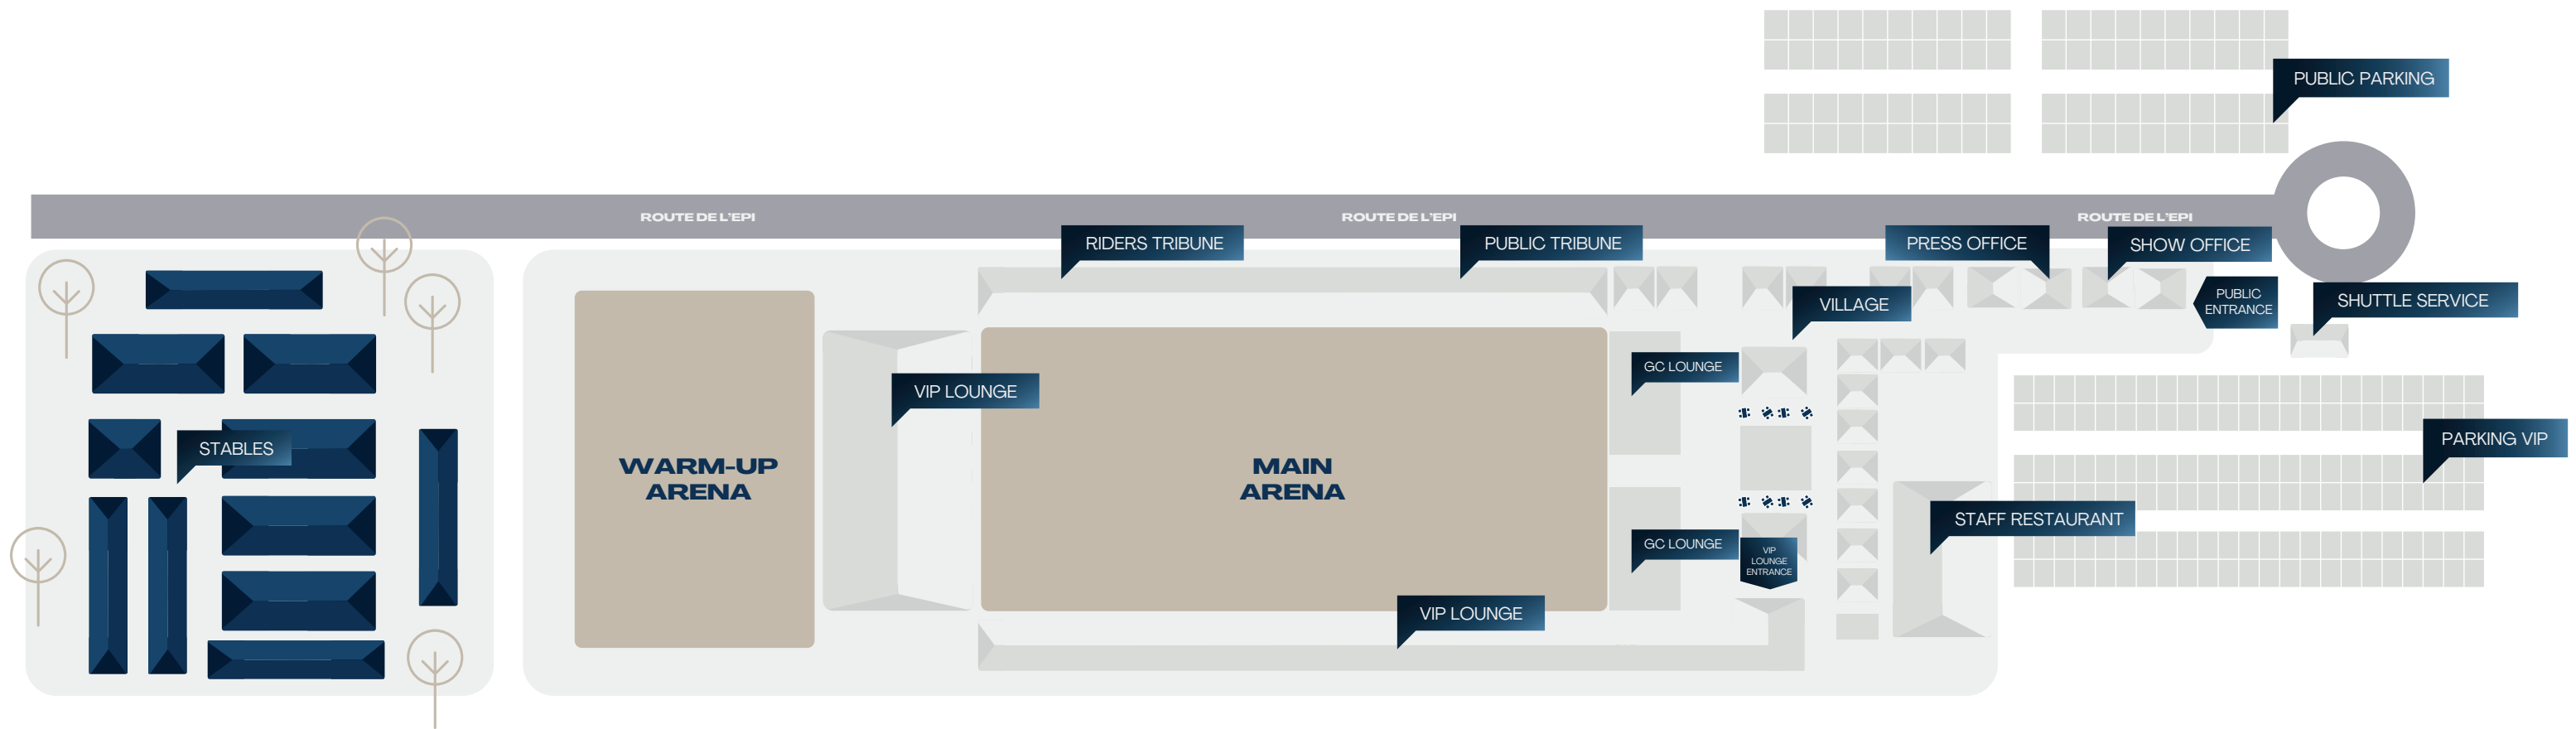 PUBLIC PARKING
ROUTE DE L'EPI
ROUTE DE L'EPI
ROUTE DE L'EPI
RIDERS TRIBUNE
PUBLIC TRIBUNE
PRESS OFFICE
SHOW OFFICE
PUBLIC
ENTRANCE
SHUTTLE SERVICE
VILLAGE
GC LOUNGE
VIP LOUNGE
STABLES
WARM-UP
ARENA
MAIN
ARENA
PARKING VIP
STAFF RESTAURANT
GC LOUNGE
VIP
LOUNGE
ENTRANCE
VIP LOUNGE